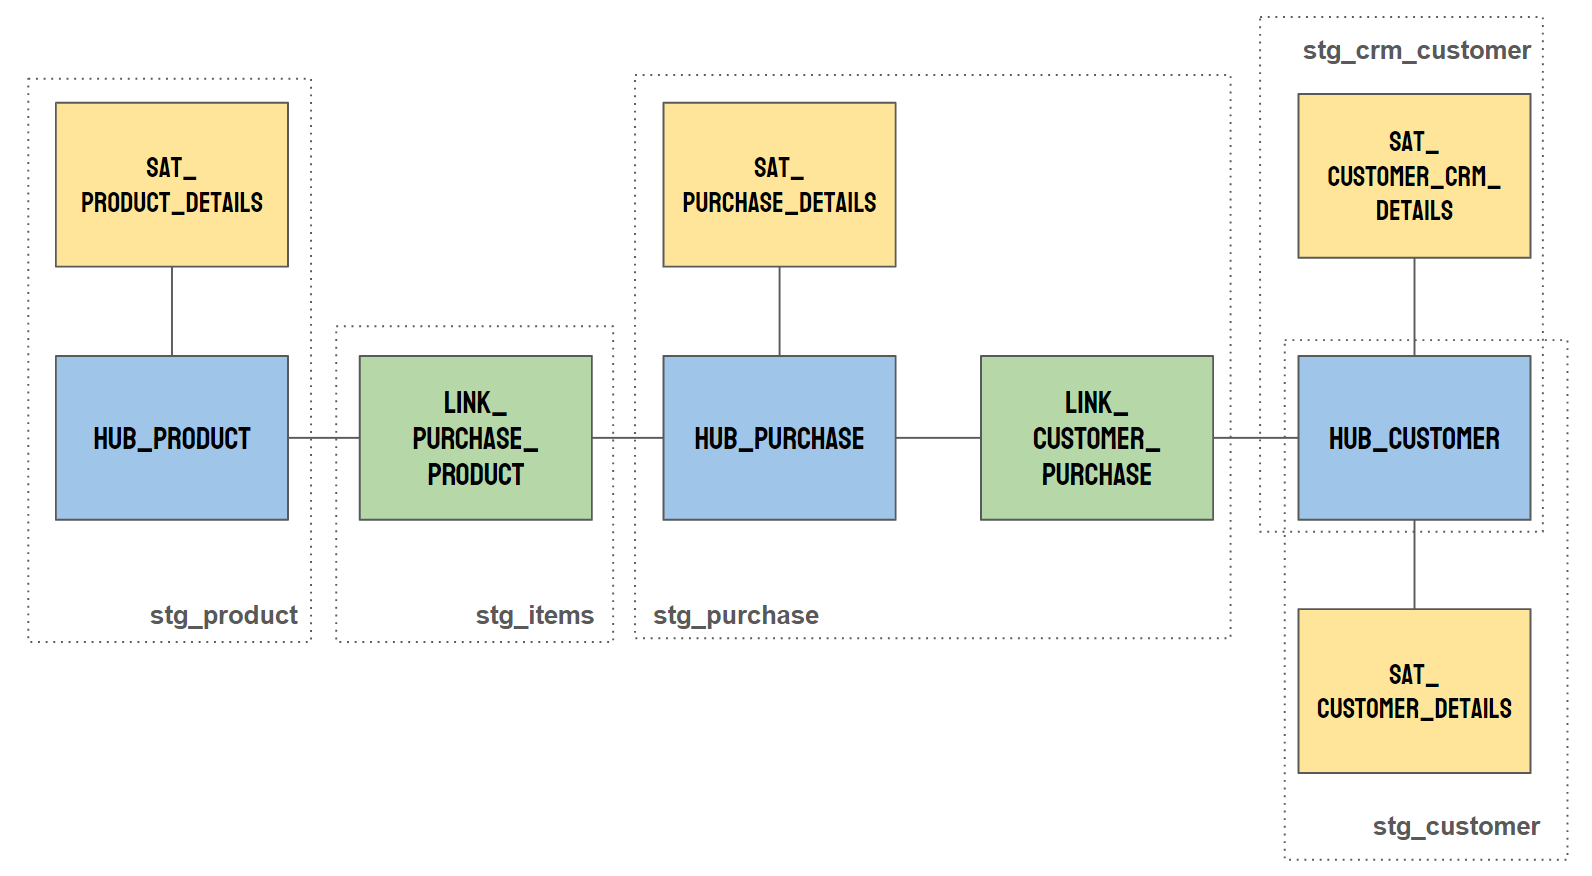 stg_crm_customer
SAT_
PRODUCT_DETAILS
SAT_
PURCHASE_DETAILS
SAT_
CUSTOMER_CRM_
DETAILS
HUB_PRODUCT
LINK_
PURCHASE_
PRODUCT
HUB_PURCHASE
LINK_
CUSTOMER_
PURCHASE
HUB_CUSTOMER
stg_product
stg_items
stg_purchase
SAT_
CUSTOMER_DETAILS
stg_customer